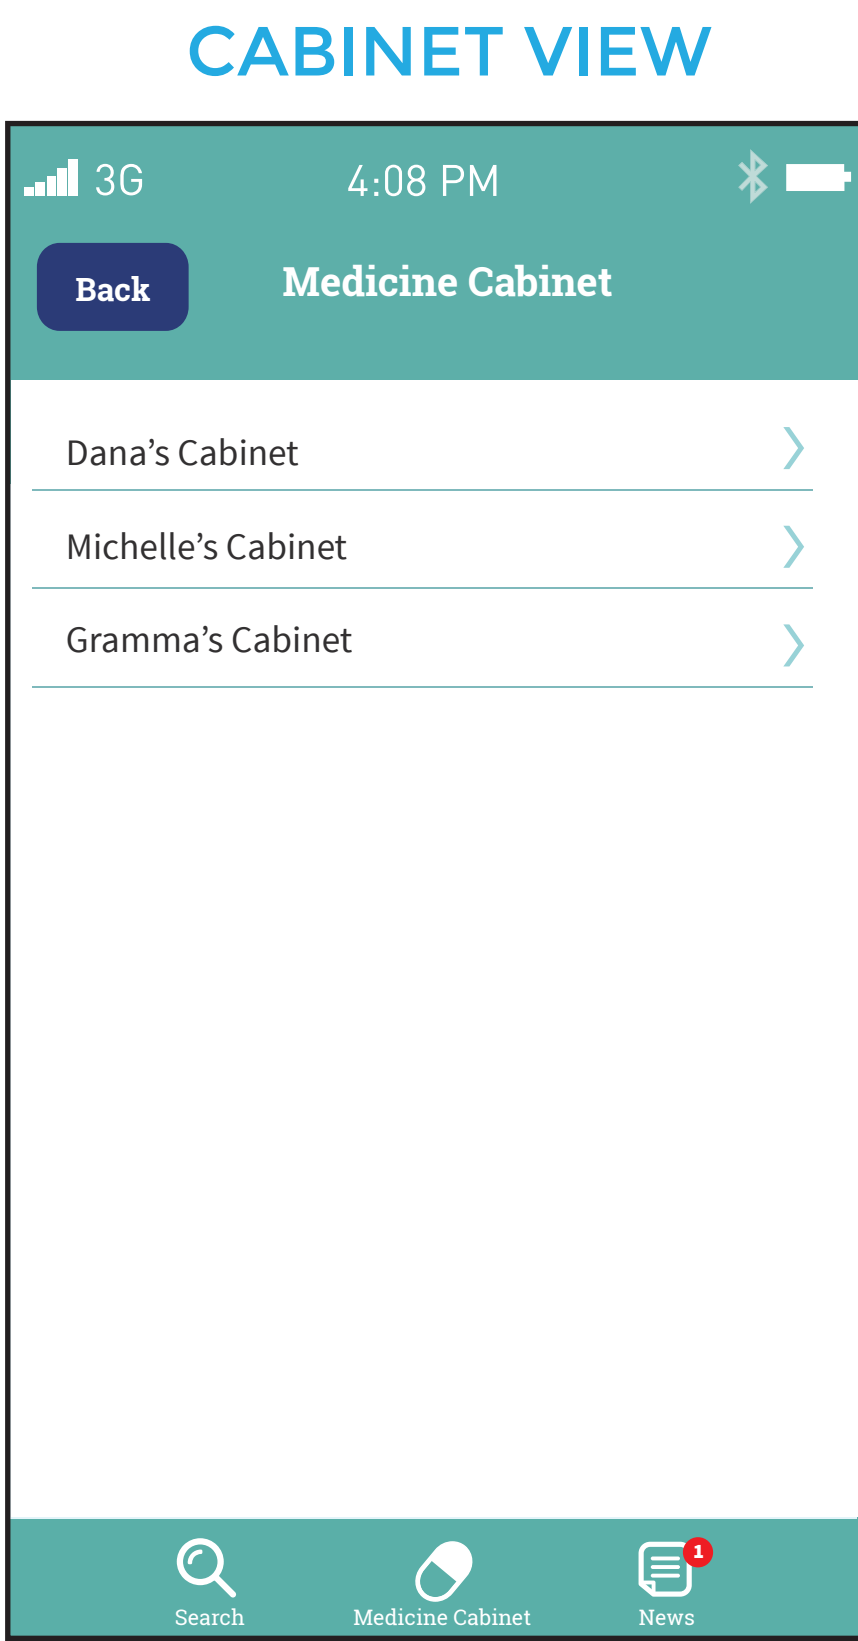 CABINET VIEW
3G 4:08 PM
Back Medicine Cabinet
Dana’s Cabinet
Michelle’s Cabinet
Gramma’s Cabinet
1
Search Medicine Cabinet News